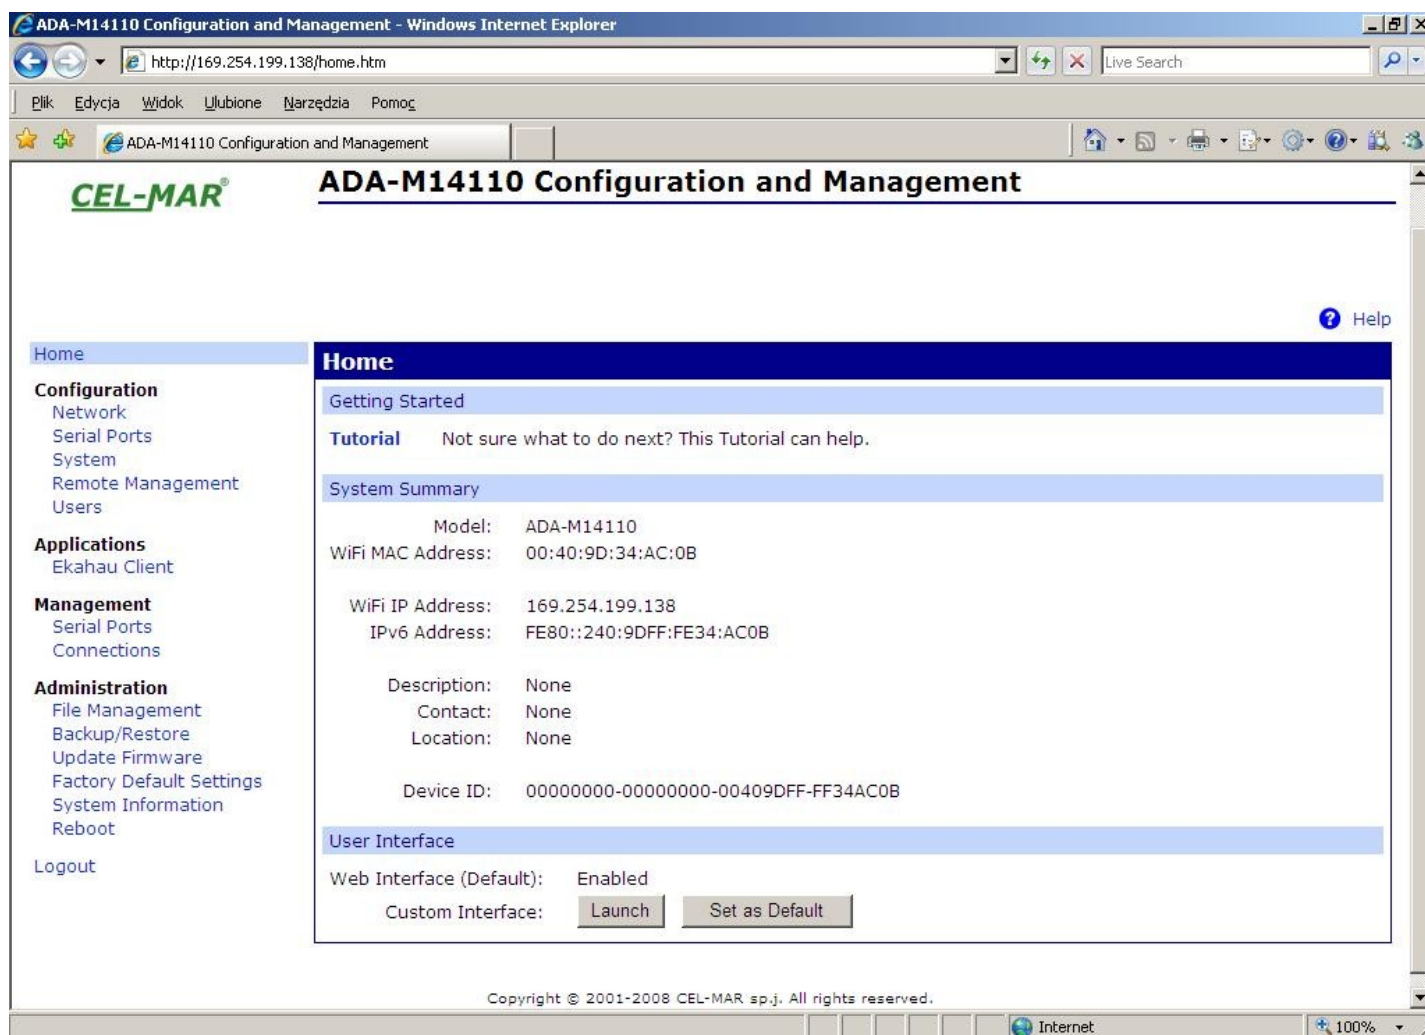 ADA-M14110 Configuration and Management - Windows Internet Explorer
http://169.254.199.138/home.htm
Live Search
Plik Edycja Widok Ulubione Narzędzia Pomoc
ADA-M14110 Configuration and Management
CEL-MAR®
ADA-M14110 Configuration and Management
? Help
Home
Configuration
Network
Serial Ports
System
Remote Management
Users
Applications
Ekahau Client
Management
Serial Ports
Connections
Administration
File Management
Backup/Restore
Update Firmware
Factory Default Settings
System Information
Reboot
Logout
Home
Getting Started
Tutorial Not sure what to do next? This Tutorial can help.
System Summary
Model: ADA-M14110
WiFi MAC Address: 00:40:9D:34:AC:0B
WiFi IP Address: 169.254.199.138
IPv6 Address: FE80::240:9DFF:FE34:AC0B
Description: None
Contact: None
Location: None
Device ID: 00000000-00000000-00409DFF-FF34AC0B
User Interface
Web Interface (Default): Enabled
Custom Interface: Launch Set as Default
Copyright © 2001-2008 CEL-MAR sp.j. All rights reserved.
Internet 100%